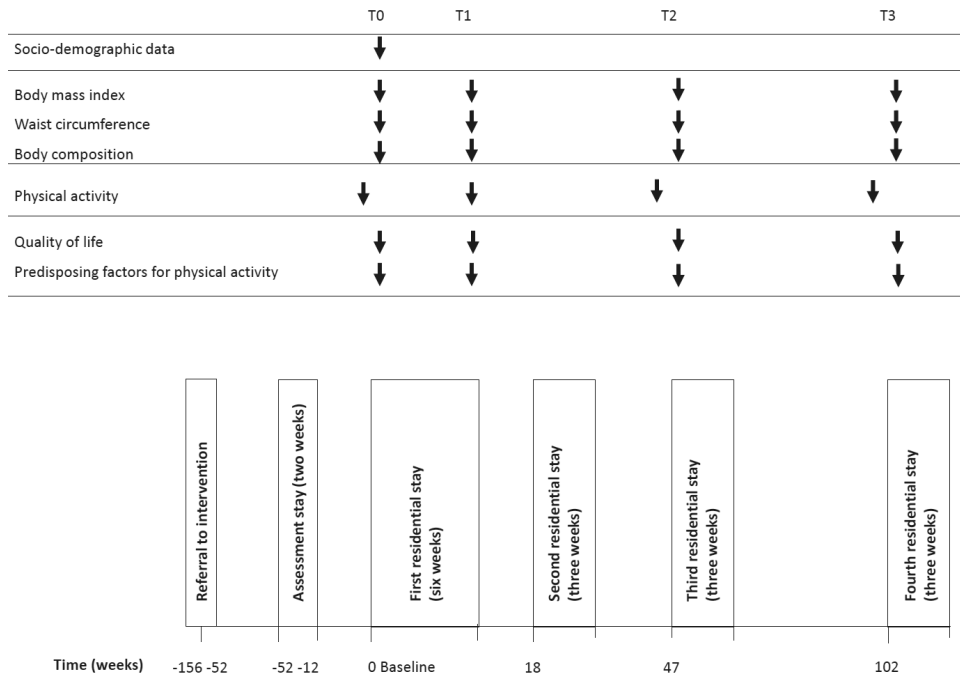 T0 T1 T2 T3
Socio-demographic data
Body mass index
Waist circumference
Body composition
Physical activity
Quality of life
Predisposing factors for physical activity
Referral to intervention
Assessment stay (two weeks)
First residential stay
(six weeks)
Second residential stay
(three weeks)
Third residential stay
(three weeks)
Fourth residential stay
(three weeks)
Time (weeks) -156 -52 -52 -12 0 Baseline 18 47 102